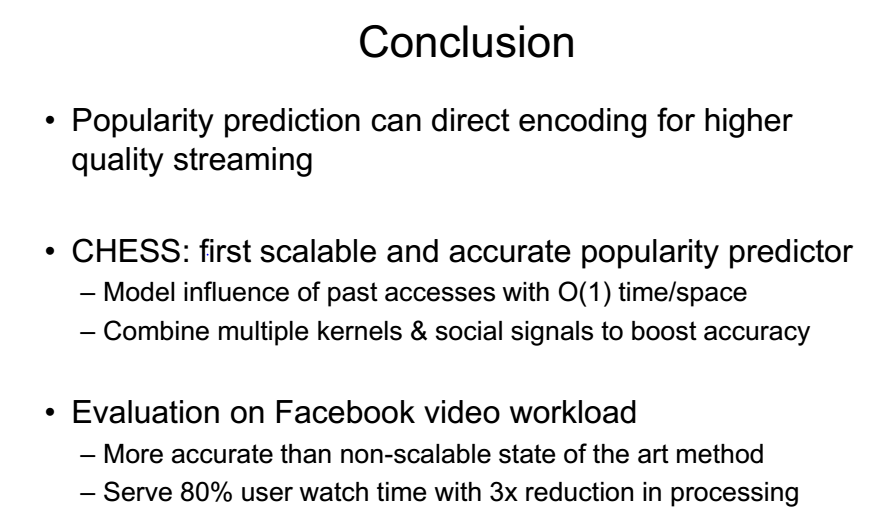 Conclusion
• Popularity prediction can direct encoding for higher
quality streaming
• CHESS: first scalable and accurate popularity predictor
– Model influence of past accesses with O(1) time/space
– Combine multiple kernels & social signals to boost accuracy
• Evaluation on Facebook video workload
– More accurate than non-scalable state of the art method
– Serve 80% user watch time with 3x reduction in processing